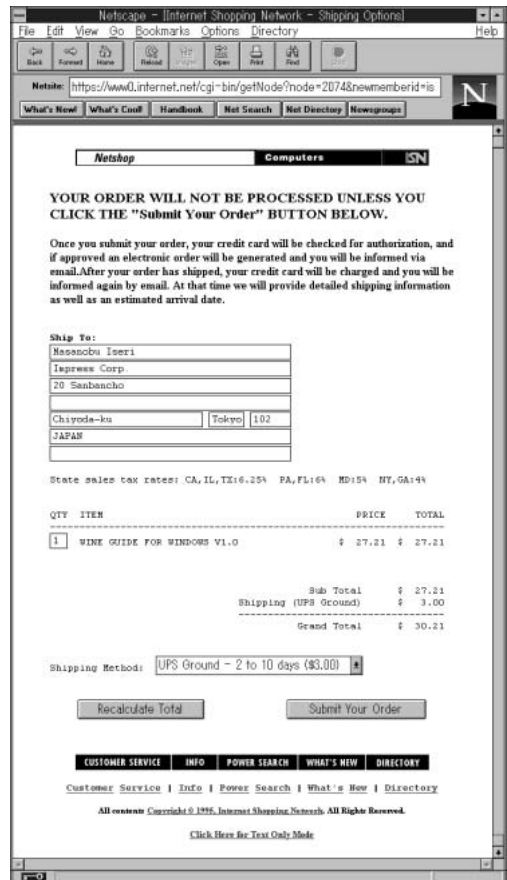 Netscape - [Internet Shopping Network - Shipping Options]
File Edit View Go Bookmarks Options Directory Help
Back Forward Home Reload Images Open Print Find
Netsite: https://www0.internet.net/cgi-bin/getNode?node=2074&newmemberid=is
What's New! What's Cool! Handbook Net Search Net Directory Newsgroups
N
Netshop Computers ISN
YOUR ORDER WILL NOT BE PROCESSED UNLESS YOU
CLICK THE "Submit Your Order" BUTTON BELOW.
Once you submit your order, your credit card will be checked for authorization, and
if approved an electronic order will be generated and you will be informed via
email.After your order has shipped, your credit card will be charged and you will be
informed again by email. At that time we will provide detailed shipping information
as well as an estimated arrival date.
Ship To:
Masanobu Iseri
Impress Corp.
20 Sanbancho
Chiyoda-ku Tokyo 102
JAPAN
State sales tax rates: CA,IL,TX:6.25% PA,FL:6% MD:5% NY,GA:4%
QTY ITEM PRICE TOTAL
1 WINE GUIDE FOR WINDOWS V1.0 $ 27.21 $ 27.21
Sub Total $ 27.21
Shipping (UPS Ground) $ 3.00
Grand Total $ 30.21
Shipping Method: UPS Ground - 2 to 10 days ($3.00)
Recalculate Total Submit Your Order
CUSTOMER SERVICE INFO POWER SEARCH WHAT'S NEW DIRECTORY
Customer Service | Info | Power Search | What's New | Directory
All contents Copyright © 1995, Internet Shopping Network. All Rights Reserved.
Click Here for Text Only Mode